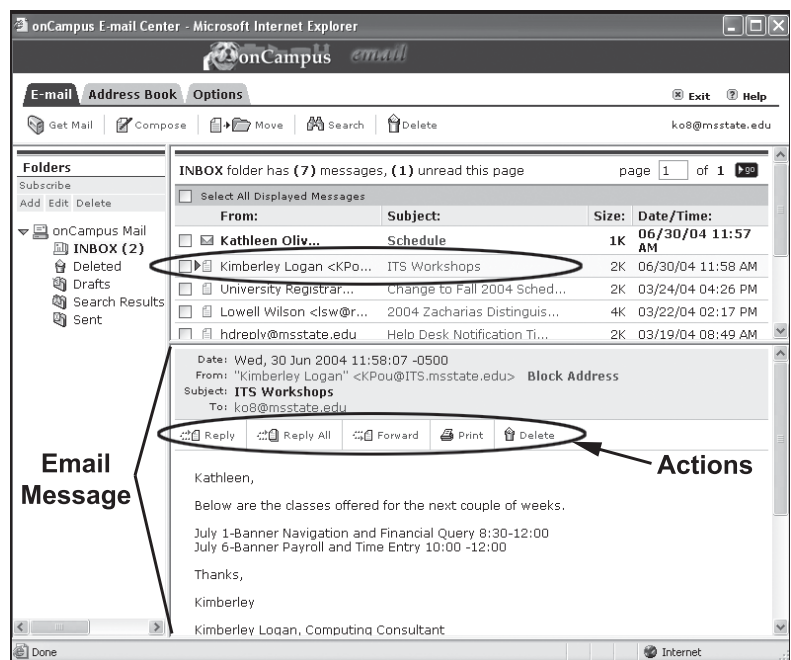 onCampus E-mail Center - Microsoft Internet Explorer
onCampus email
E-mail Address Book Options Exit Help
Get Mail Compose Move Search Delete ko8@msstate.edu
Folders
Subscribe
Add Edit Delete
onCampus Mail
INBOX (2)
Deleted
Drafts
Search Results
Sent
INBOX folder has (7) messages, (1) unread this page page 1 of 1 go
Select All Displayed Messages
From: Subject: Size: Date/Time:
Kathleen Oliv... Schedule 1K 06/30/04 11:57 AM
Kimberley Logan <KPo... ITS Workshops 2K 06/30/04 11:58 AM
University Registrar... Change to Fall 2004 Sched... 2K 03/24/04 04:26 PM
Lowell Wilson <lsw@r... 2004 Zacharias Distinguis... 4K 03/22/04 02:17 PM
hdreply@msstate.edu Help Desk Notification Ti... 2K 03/19/04 08:49 AM
Date: Wed, 30 Jun 2004 11:58:07 -0500
From: "Kimberley Logan" <KPou@ITS.msstate.edu> Block Address
Subject: ITS Workshops
To: ko8@msstate.edu
Reply Reply All Forward Print Delete
Actions
Email
Message
Kathleen,
Below are the classes offered for the next couple of weeks.
July 1-Banner Navigation and Financial Query 8:30-12:00
July 6-Banner Payroll and Time Entry 10:00 -12:00
Thanks,
Kimberley
Kimberley Logan, Computing Consultant
Done Internet